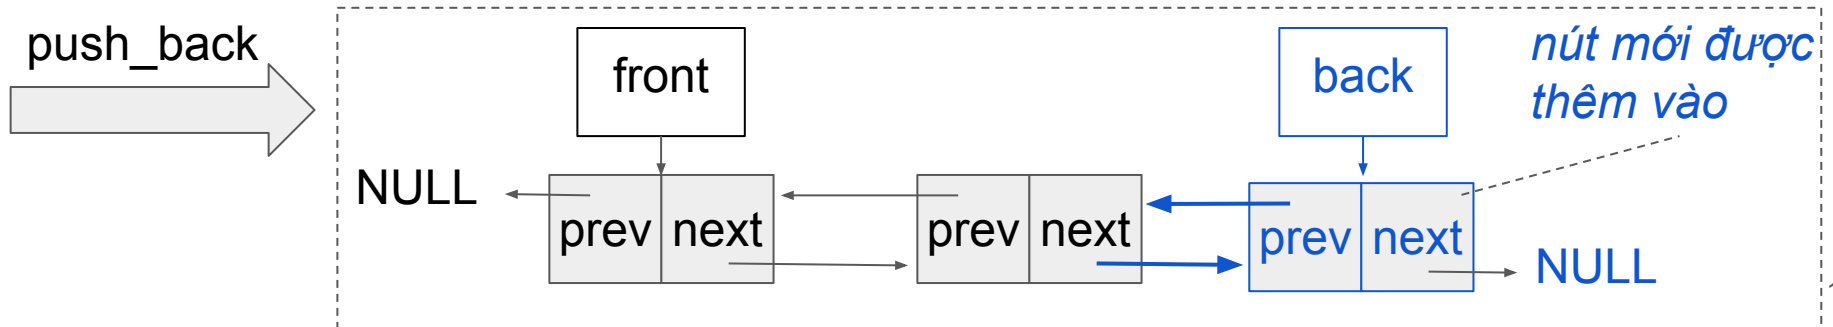 push_back
front
back
nút mới được
thêm vào
NULL
prev next
prev next
prev next
NULL